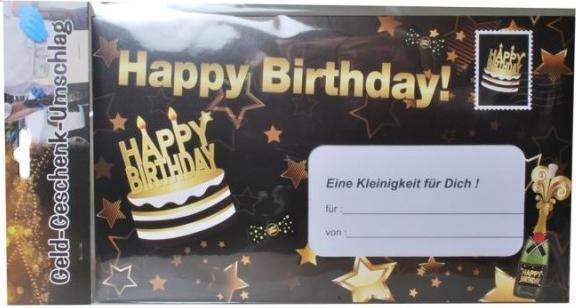 Geld-Geschenk-Umschlag
Happy Birthday!
HAPPY
BIRTHDAY
HAPPY
BIRTHDAY
Eine Kleinigkeit für Dich !
für :
von :